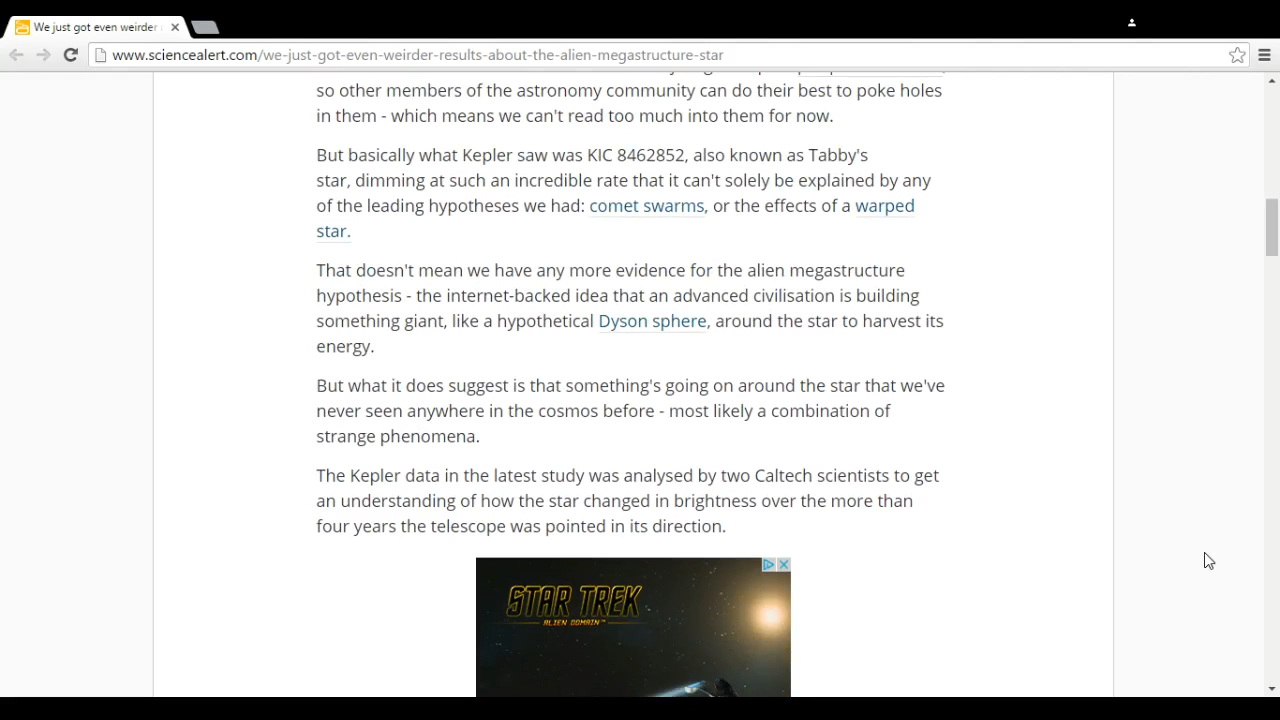 We just got even weirder
www.sciencealert.com/we-just-got-even-weirder-results-about-the-alien-megastructure-star
so other members of the astronomy community can do their best to poke holes
in them - which means we can't read too much into them for now.
But basically what Kepler saw was KIC 8462852, also known as Tabby's
star, dimming at such an incredible rate that it can't solely be explained by any
of the leading hypotheses we had: comet swarms, or the effects of a warped
star.
That doesn't mean we have any more evidence for the alien megastructure
hypothesis - the internet-backed idea that an advanced civilisation is building
something giant, like a hypothetical Dyson sphere, around the star to harvest its
energy.
But what it does suggest is that something's going on around the star that we've
never seen anywhere in the cosmos before - most likely a combination of
strange phenomena.
The Kepler data in the latest study was analysed by two Caltech scientists to get
an understanding of how the star changed in brightness over the more than
four years the telescope was pointed in its direction.
STAR TREK
ALIEN DOMAIN™